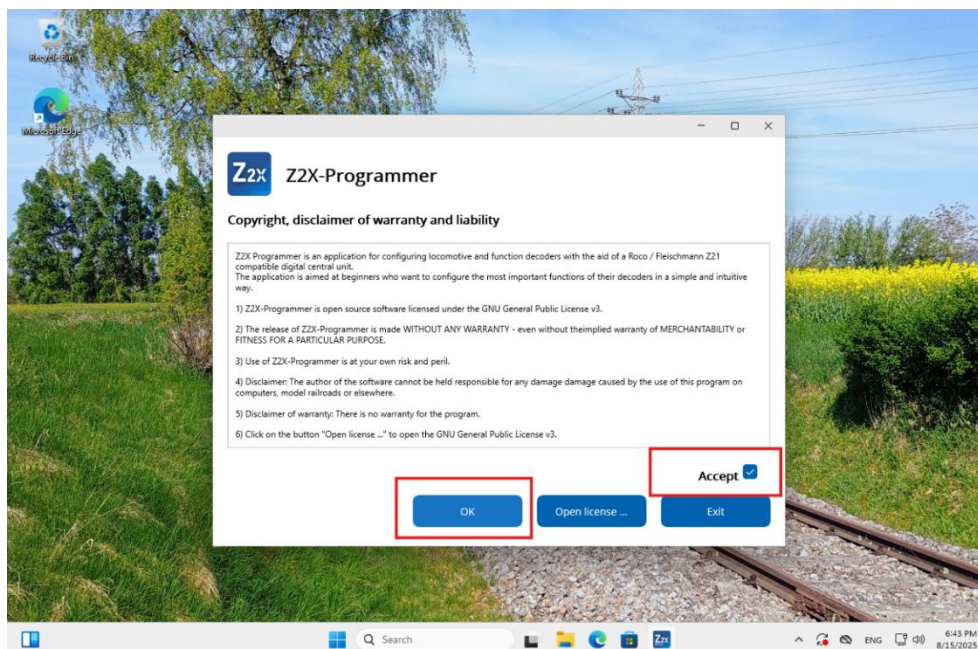 Recycle Bin
Microsoft Edge
Z2X
Z2X-Programmer
Copyright, disclaimer of warranty and liability
Z2X Programmer is an application for configuring locomotive and function decoders with the aid of a Roco / Fleischmann Z21
compatible digital central unit.
The application is aimed at beginners who want to configure the most important functions of their decoders in a simple and intuitive
way.
1) Z2X-Programmer is open source software licensed under the GNU General Public License v3.
2) The release of Z2X-Programmer is made WITHOUT ANY WARRANTY - even without theimplied warranty of MERCHANTABILITY or
FITNESS FOR A PARTICULAR PURPOSE.
3) Use of Z2X-Programmer is at your own risk and peril.
4) Disclaimer: The author of the software cannot be held responsible for any damage damage caused by the use of this program on
computers, model railroads or elsewhere.
5) Disclaimer of warranty: There is no warranty for the program.
6) Click on the button "Open license ..." to open the GNU General Public License v3.
Accept
OK
Open license ...
Exit
Search
Z2X
ENG
6:43 PM
8/15/2025